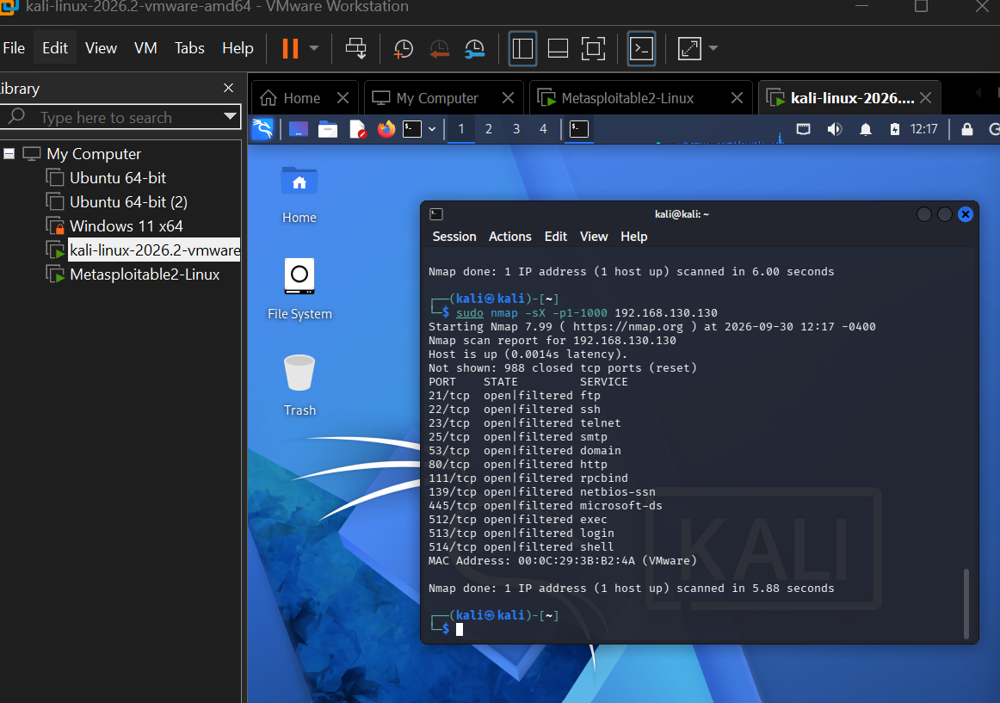 kali-linux-2026.2-vmware-amd64 - VMware Workstation
File Edit View VM Tabs Help
Library
Type here to search
My Computer
Ubuntu 64-bit
Ubuntu 64-bit (2)
Windows 11 x64
kali-linux-2026.2-vmware
Metasploitable2-Linux
Home My Computer Metasploitable2-Linux kali-linux-2026....
1 2 3 4 12:17
Home
File System
Trash
kali@kali: ~
Session Actions Edit View Help
Nmap done: 1 IP address (1 host up) scanned in 6.00 seconds
┌──(kali㉿kali)-[~]
└─$ sudo nmap -sX -p1-1000 192.168.130.130
Starting Nmap 7.99 ( https://nmap.org ) at 2026-09-30 12:17 -0400
Nmap scan report for 192.168.130.130
Host is up (0.0014s latency).
Not shown: 988 closed tcp ports (reset)
PORT STATE SERVICE
21/tcp open|filtered ftp
22/tcp open|filtered ssh
23/tcp open|filtered telnet
25/tcp open|filtered smtp
53/tcp open|filtered domain
80/tcp open|filtered http
111/tcp open|filtered rpcbind
139/tcp open|filtered netbios-ssn
445/tcp open|filtered microsoft-ds
512/tcp open|filtered exec
513/tcp open|filtered login
514/tcp open|filtered shell
MAC Address: 00:0C:29:3B:B2:4A (VMware)
Nmap done: 1 IP address (1 host up) scanned in 5.88 seconds
┌──(kali㉿kali)-[~]
└─$
KALI